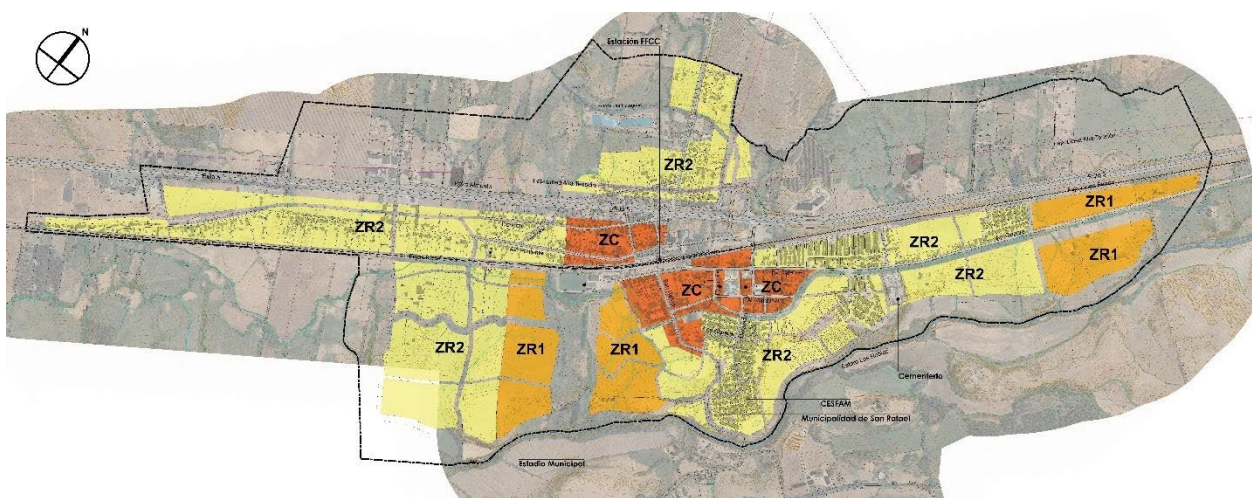 N
Estación FFCC
ZR2
ZR2
ZC
ZR1
ZR2
ZR1
ZR2
ZC
ZC
ZR2
ZR1
ZR1
ZR2
Cementerio
CESFAM
Municipalidad de San Rafael
Estadio Municipal